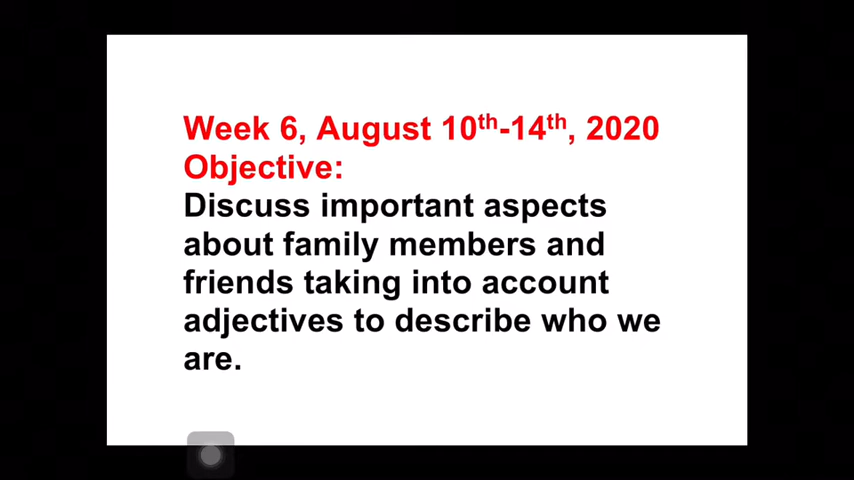 Week 6, August 10th-14th, 2020
Objective:
Discuss important aspects
about family members and
friends taking into account
adjectives to describe who we
are.